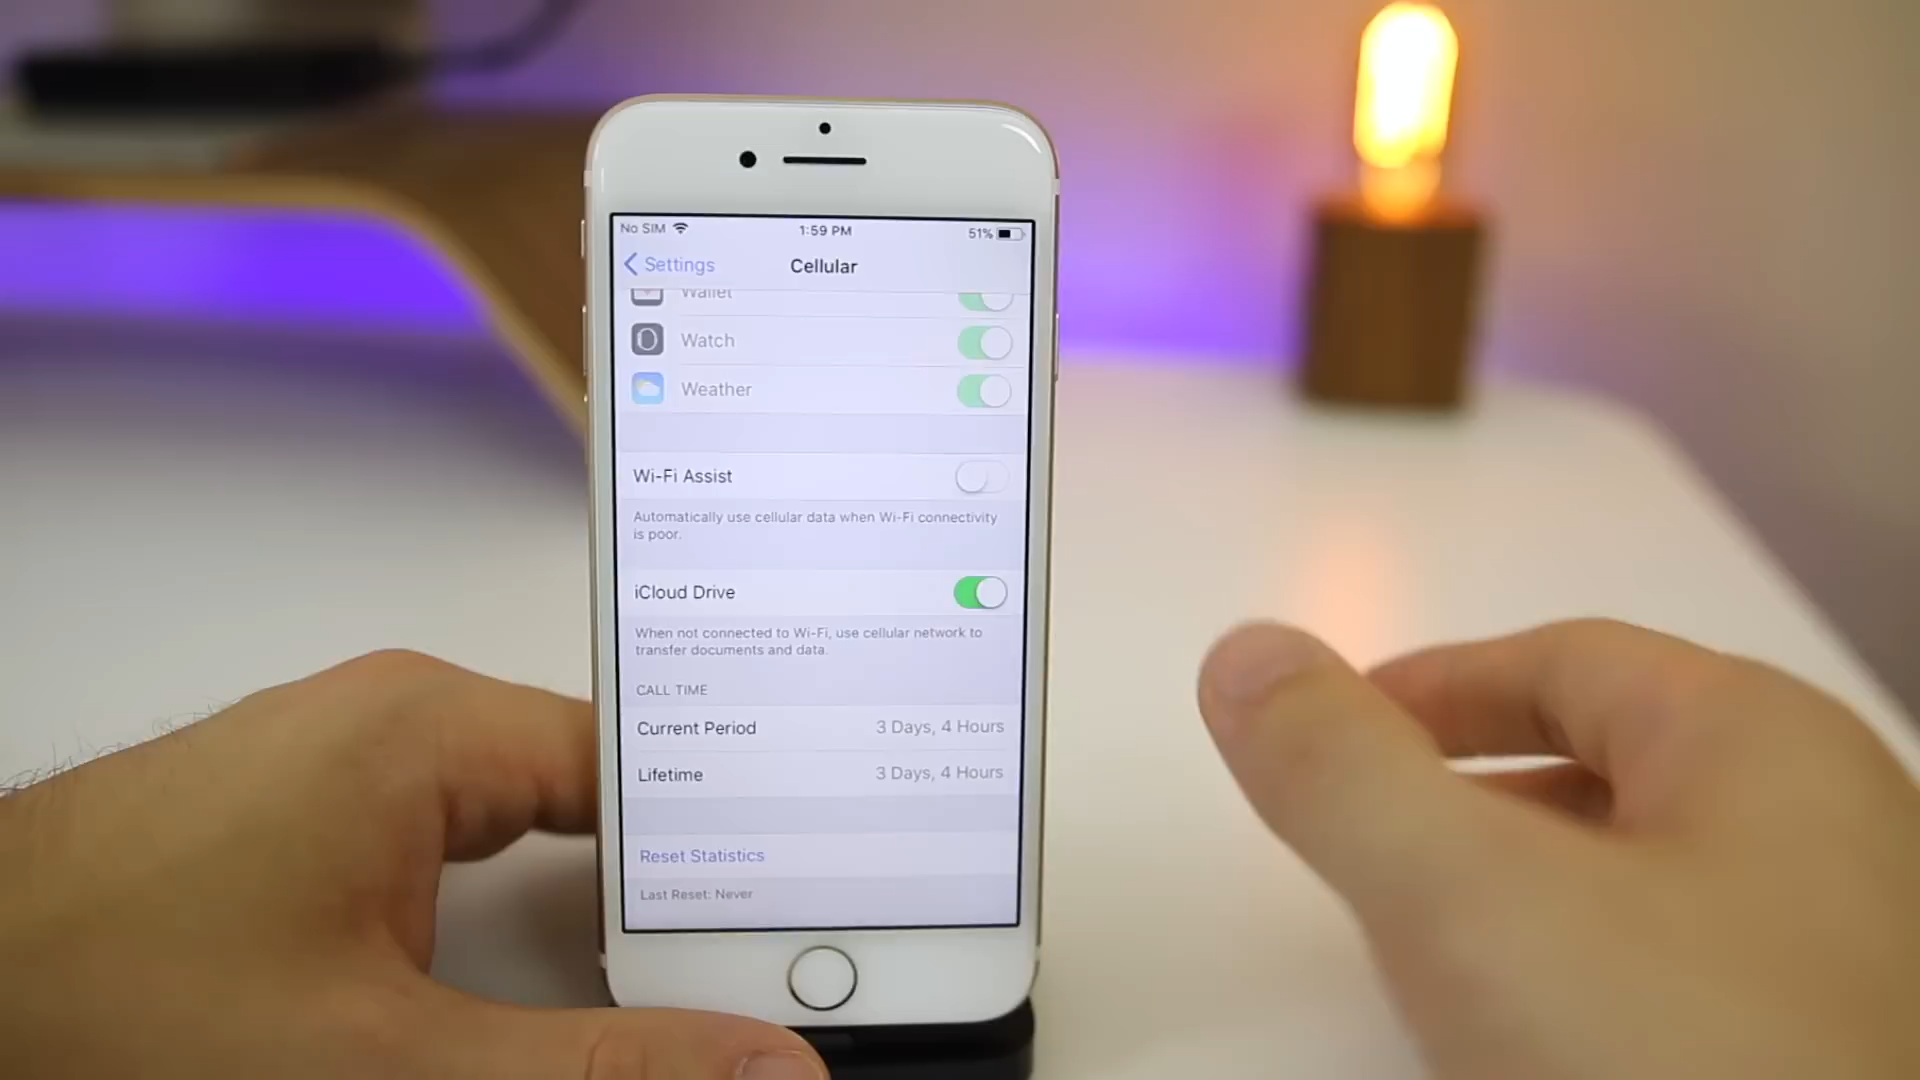 No SIM 1:59 PM 51%
Settings Cellular
Wallet
Watch
Weather
Wi-Fi Assist
Automatically use cellular data when Wi-Fi connectivity
is poor.
iCloud Drive
When not connected to Wi-Fi, use cellular network to
transfer documents and data.
CALL TIME
Current Period 3 Days, 4 Hours
Lifetime 3 Days, 4 Hours
Reset Statistics
Last Reset: Never